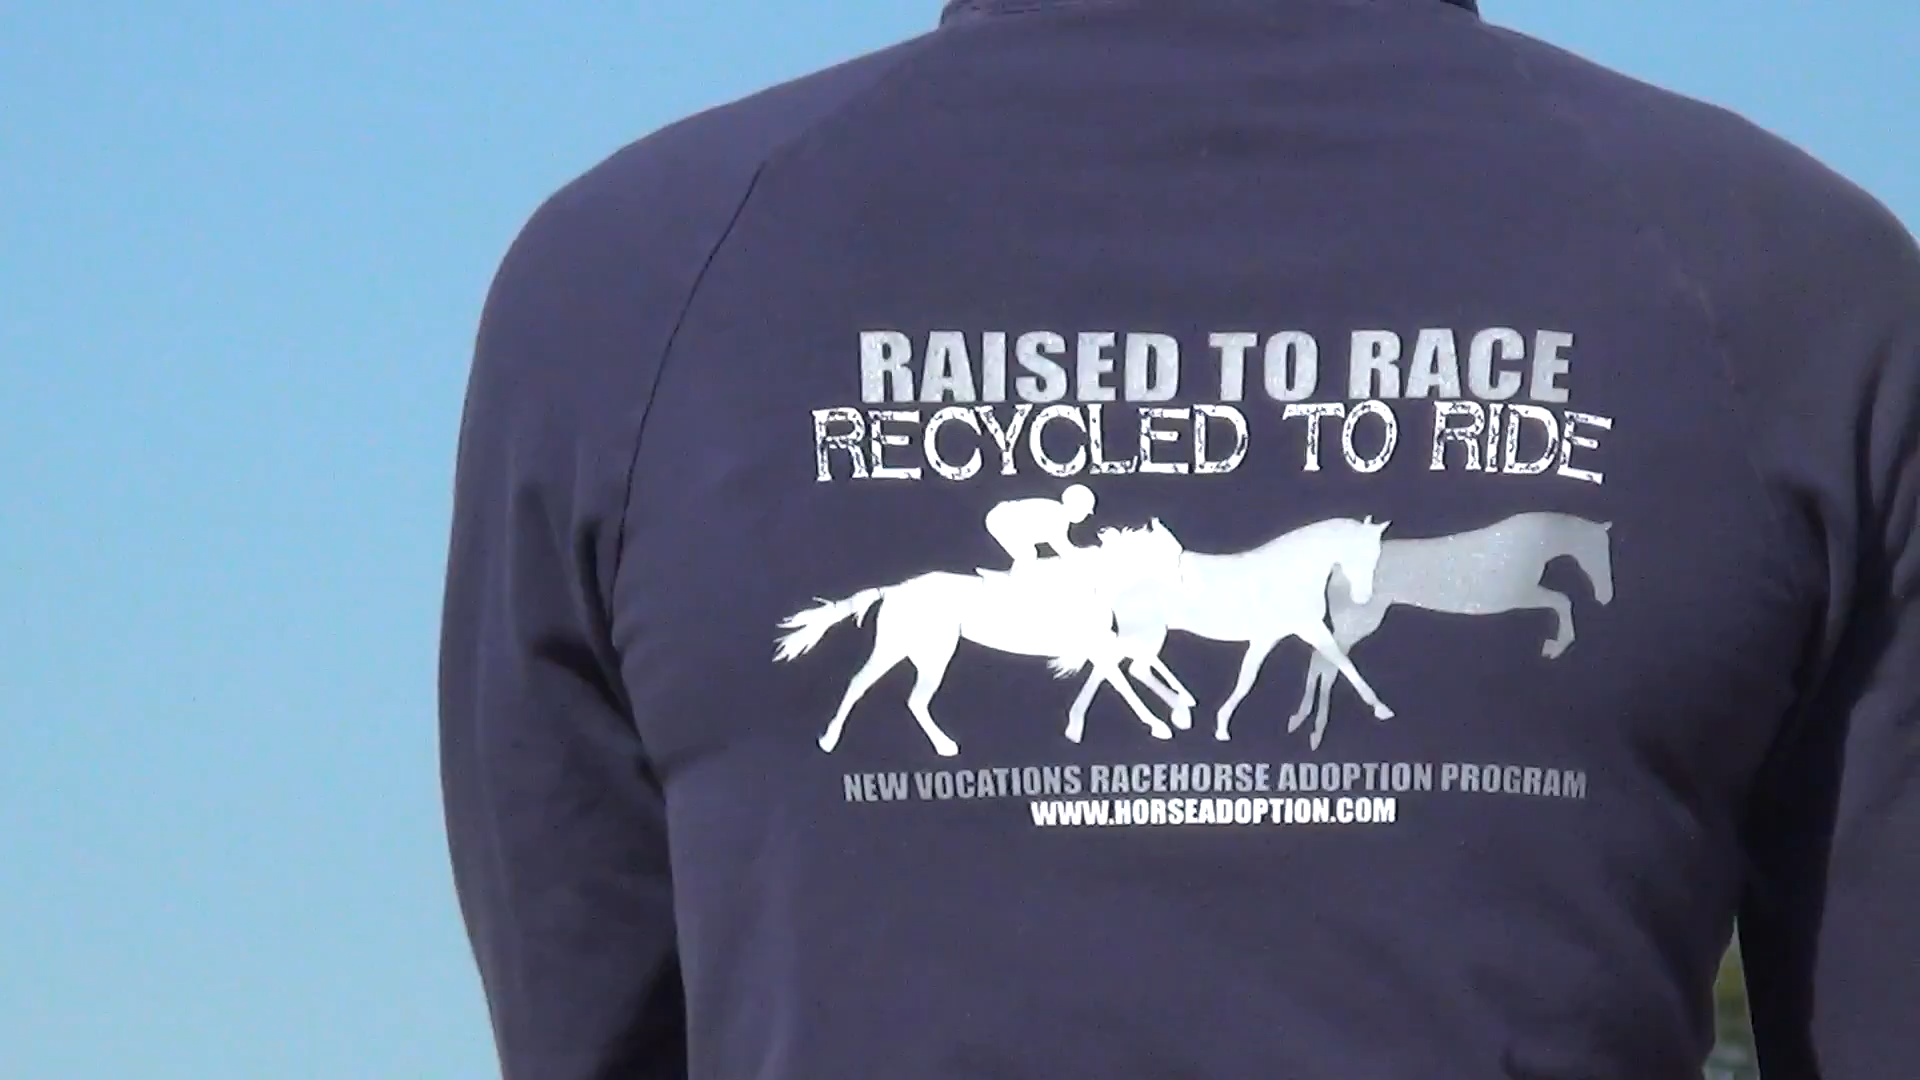 RAISED TO RACE
RECYCLED TO RIDE
NEW VOCATIONS RACEHORSE ADOPTION PROGRAM
WWW.HORSEADOPTION.COM